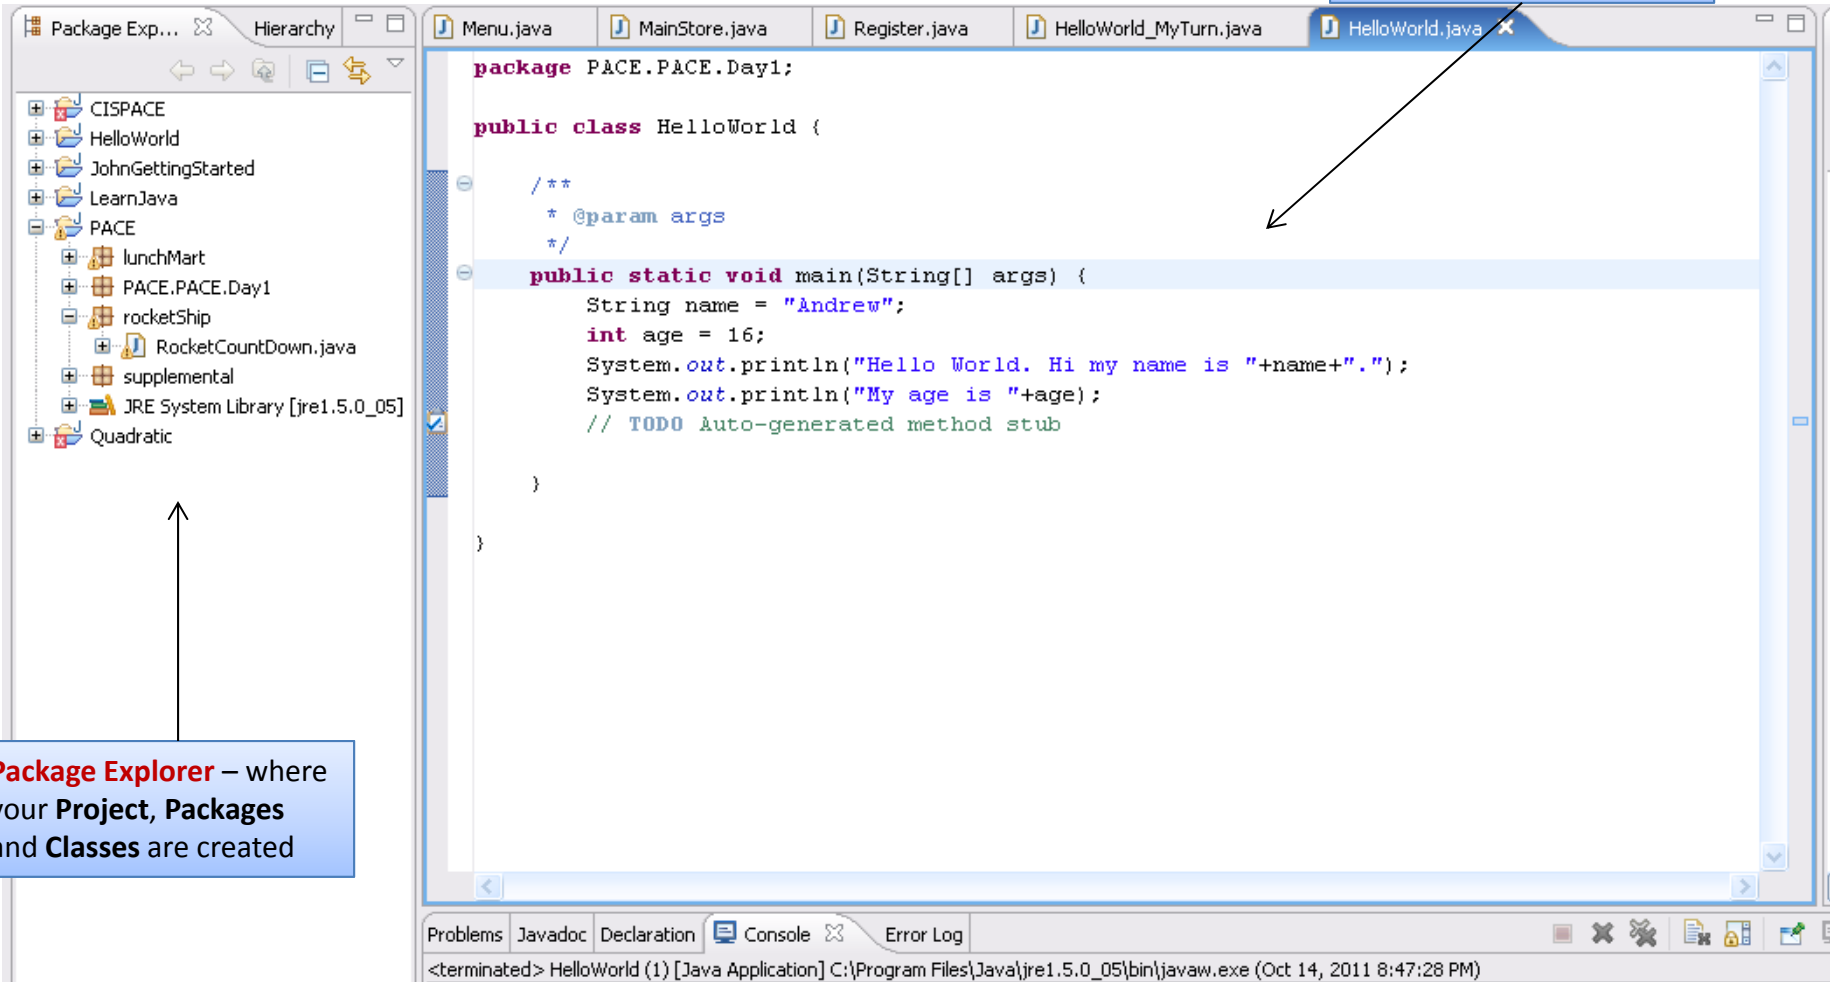 Package Exp...
Hierarchy
CISPACE
HelloWorld
JohnGettingStarted
LearnJava
PACE
lunchMart
PACE.PACE.Day1
rocketShip
RocketCountDown.java
supplemental
JRE System Library [jre1.5.0_05]
Quadratic
Package Explorer – where
your Project, Packages
and Classes are created
Menu.java
MainStore.java
Register.java
HelloWorld_MyTurn.java
HelloWorld.java
package PACE.PACE.Day1;
public class HelloWorld {
/**
* @param args
*/
public static void main(String[] args) {
String name = "Andrew";
int age = 16;
System.out.println("Hello World. Hi my name is "+name+".");
System.out.println("My age is "+age);
// TODO Auto-generated method stub
}
}
Problems Javadoc Declaration Console Error Log
<terminated> HelloWorld (1) [Java Application] C:\Program Files\Java\jre1.5.0_05\bin\javaw.exe (Oct 14, 2011 8:47:28 PM)